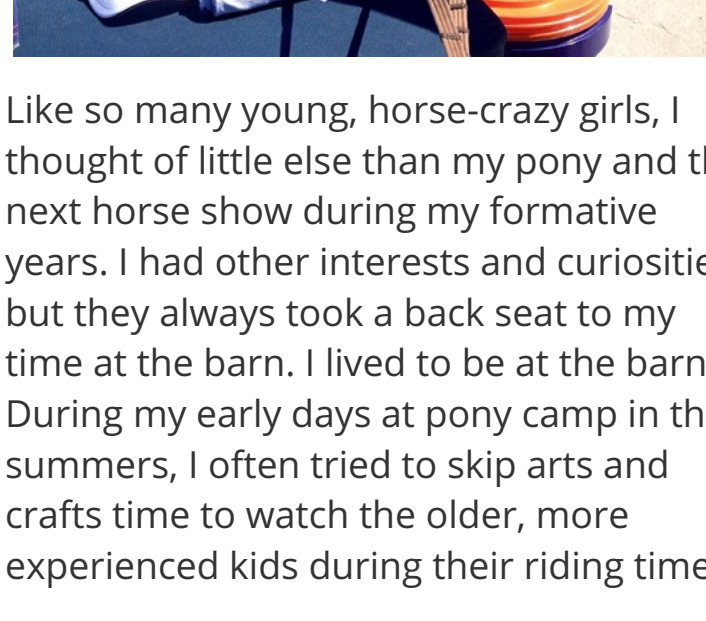 Like so many young, horse-crazy girls, I
thought of little else than my pony and
next horse show during my formative
years. I had other interests and
but they always took a back seat to my
time at the barn. I lived to be at the barn
During my early days at pony camp in
summers, I often tried to skip arts and
crafts time to watch the older, more
experienced kids during their riding time